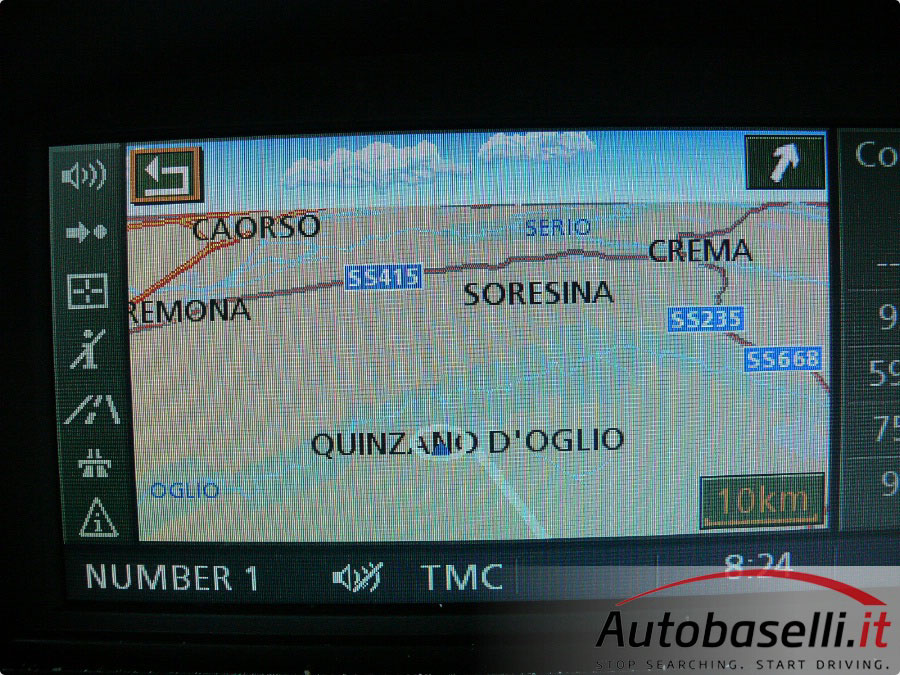 Co
CAORSO
SERIO
CREMA
SS415
REMONA
SORESINA
SS235
9
SS668
59
75
QUINZANO D'OGLIO
OGLIO
9
10km
NUMBER 1
TMC
8:24
Autobaselli.it
STOP SEARCHING. START DRIVING.